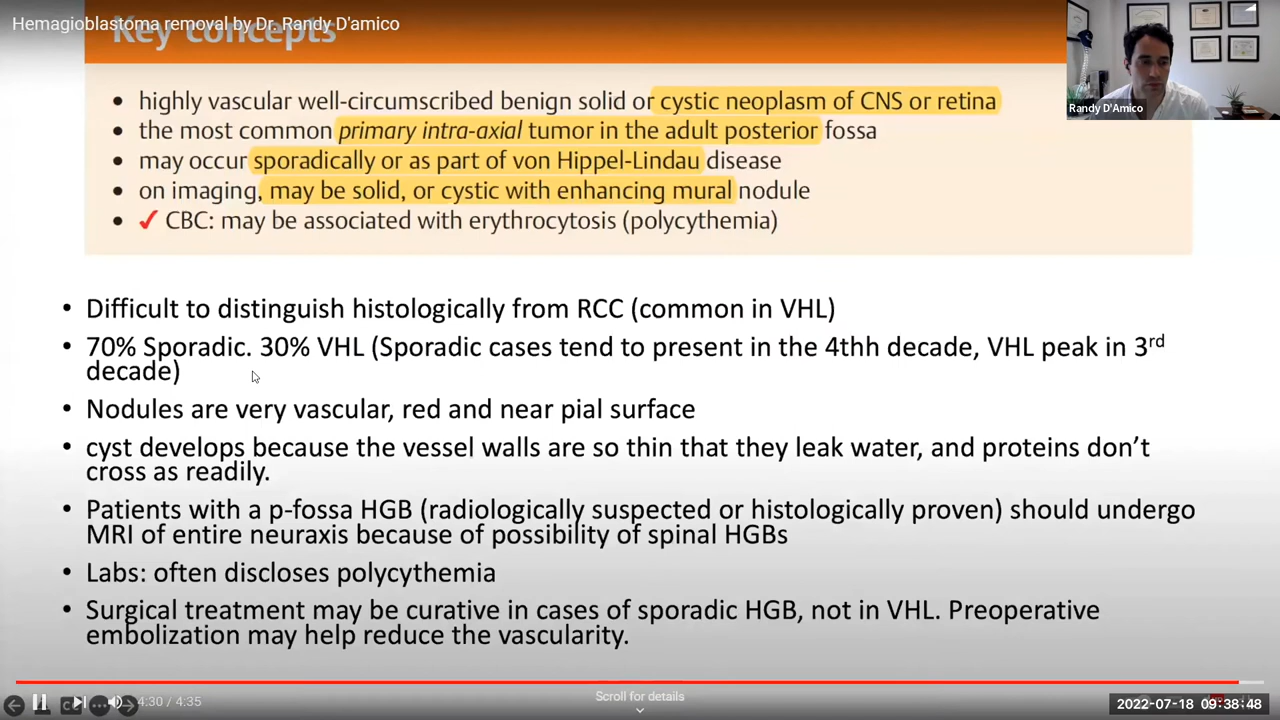 Hemagioblastoma removal by Dr. Randy D'amico
Key concepts
Randy D'Amico
• highly vascular well-circumscribed benign solid or cystic neoplasm of CNS or retina
• the most common primary intra-axial tumor in the adult posterior fossa
• may occur sporadically or as part of von Hippel-Lindau disease
• on imaging, may be solid, or cystic with enhancing mural nodule
• ✓ CBC: may be associated with erythrocytosis (polycythemia)
• Difficult to distinguish histologically from RCC (common in VHL)
• 70% Sporadic. 30% VHL (Sporadic cases tend to present in the 4thh decade, VHL peak in 3rd
decade)
• Nodules are very vascular, red and near pial surface
• cyst develops because the vessel walls are so thin that they leak water, and proteins don’t
cross as readily.
• Patients with a p-fossa HGB (radiologically suspected or histologically proven) should undergo
MRI of entire neuraxis because of possibility of spinal HGBs
• Labs: often discloses polycythemia
• Surgical treatment may be curative in cases of sporadic HGB, not in VHL. Preoperative
embolization may help reduce the vascularity.
4:30 / 4:35
Scroll for details
2022-07-18 09:38:48